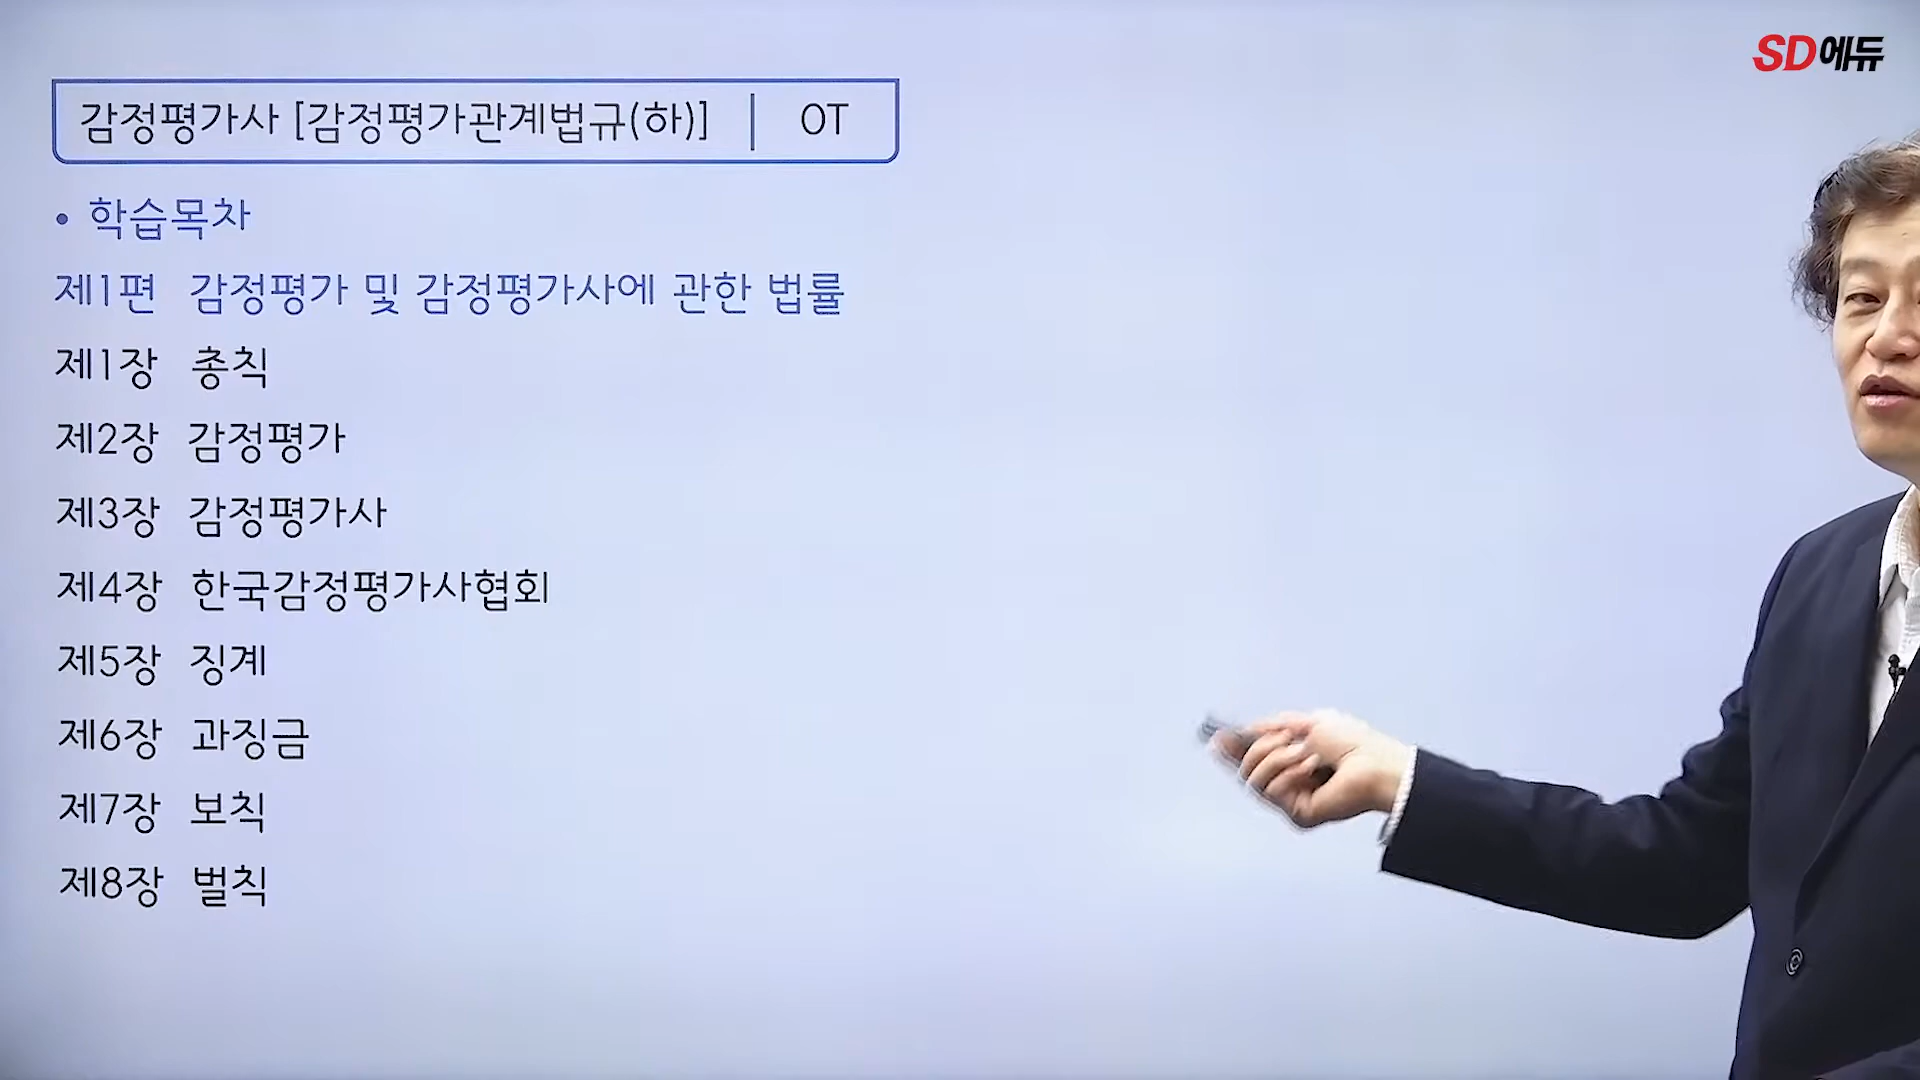 SD에듀
감정평가사 [감정평가관계법규(하)] | OT
• 학습목차
제1편 감정평가 및 감정평가사에 관한 법률
제1장 총칙
제2장 감정평가
제3장 감정평가사
제4장 한국감정평가사협회
제5장 징계
제6장 과징금
제7장 보칙
제8장 벌칙